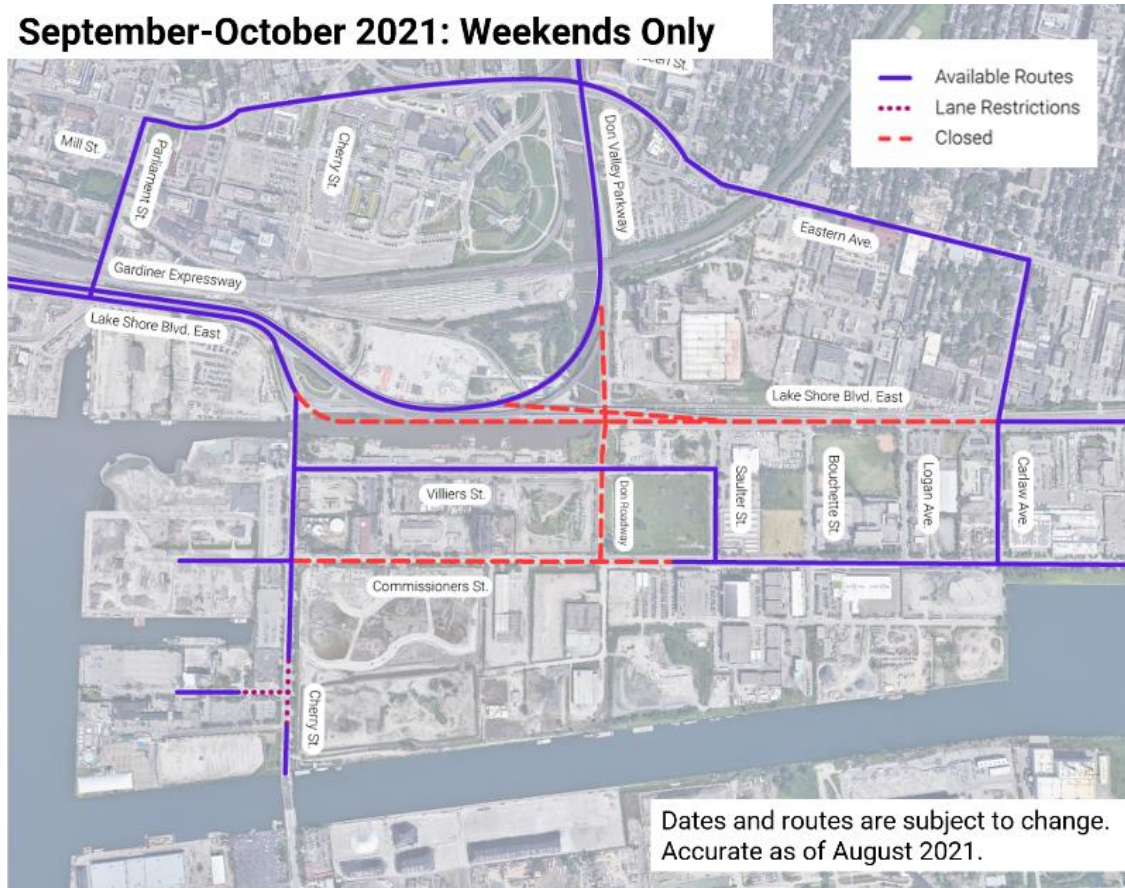 September-October 2021: Weekends Only
Available Routes
Lane Restrictions
Closed
St.
Mill St.
Parliament St.
Cherry St.
Don Valley Parkway
Eastern Ave.
Gardiner Expressway
Lake Shore Blvd. East
Lake Shore Blvd. East
Villiers St.
Don Roadway
Saulter St.
Bouchette St.
Logan Ave.
Carlaw Ave.
Commissioners St.
Cherry St.
Dates and routes are subject to change.
Accurate as of August 2021.